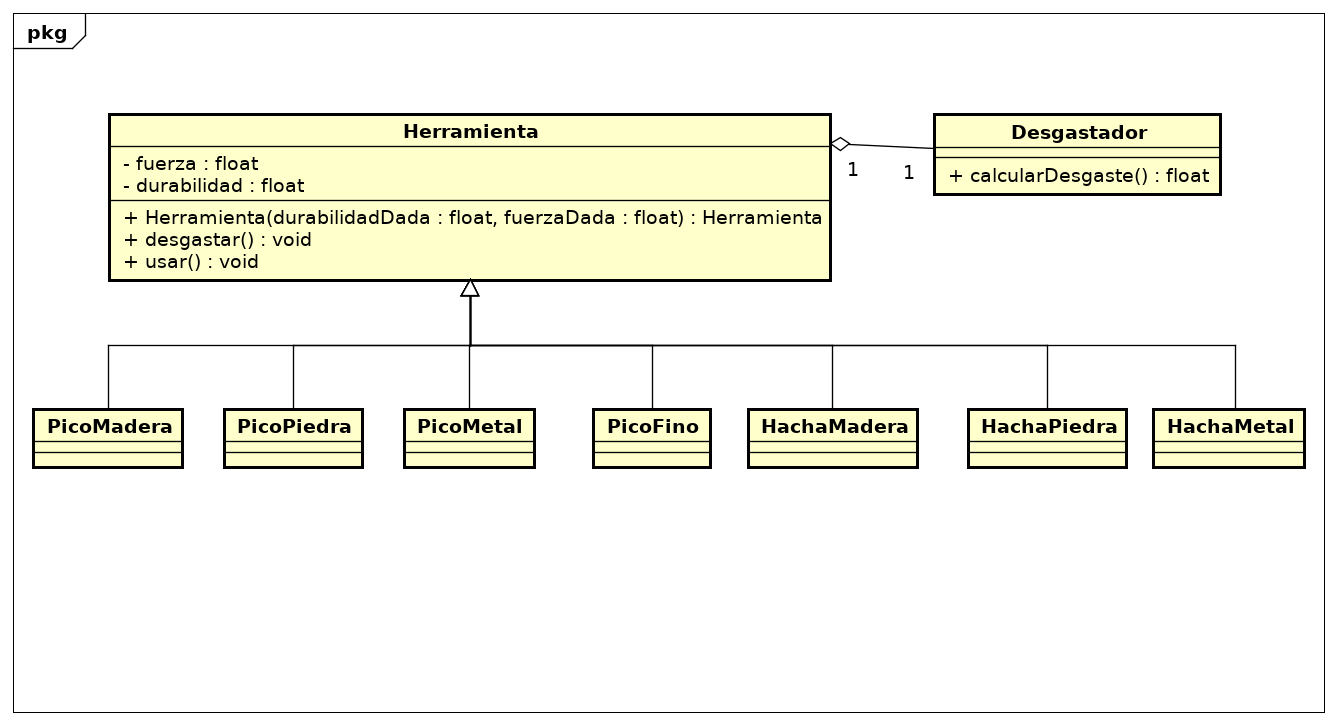 pkg
Herramienta
- fuerza : float
- durabilidad : float
+ Herramienta(durabilidadDada : float, fuerzaDada : float) : Herramienta
+ desgastar() : void
+ usar() : void
1
1
Desgastador
+ calcularDesgaste() : float
PicoMadera
PicoPiedra
PicoMetal
PicoFino
HachaMadera
HachaPiedra
HachaMetal